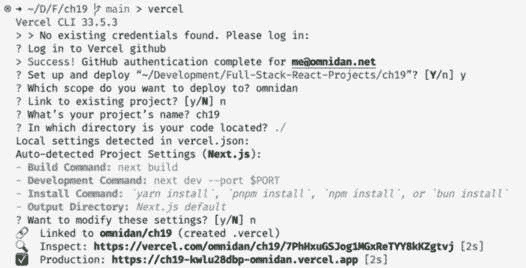 ⊗ → ~/D/F/ch19 main > vercel
Vercel CLI 33.5.3
> > No existing credentials found. Please log in:
? Log in to Vercel github
> Success! GitHub authentication complete for me@omnidan.net
? Set up and deploy “~/Development/Full-Stack-React-Projects/ch19”? [Y/n] y
? Which scope do you want to deploy to? omnidan
? Link to existing project? [y/N] n
? What’s your project’s name? ch19
? In which directory is your code located? ./
Local settings detected in vercel.json:
Auto-detected Project Settings (Next.js):
- Build Command: next build
- Development Command: next dev --port $PORT
- Install Command: `yarn install`, `pnpm install`, `npm install`, or `bun install`
- Output Directory: Next.js default
? Want to modify these settings? [y/N] n
🔗 Linked to omnidan/ch19 (created .vercel)
🔍 Inspect: https://vercel.com/omnidan/ch19/7PhHxuGSJog1MGxReTYY8kKZgtvj [2s]
✅ Production: https://ch19-kwlu28dbp-omnidan.vercel.app [2s]